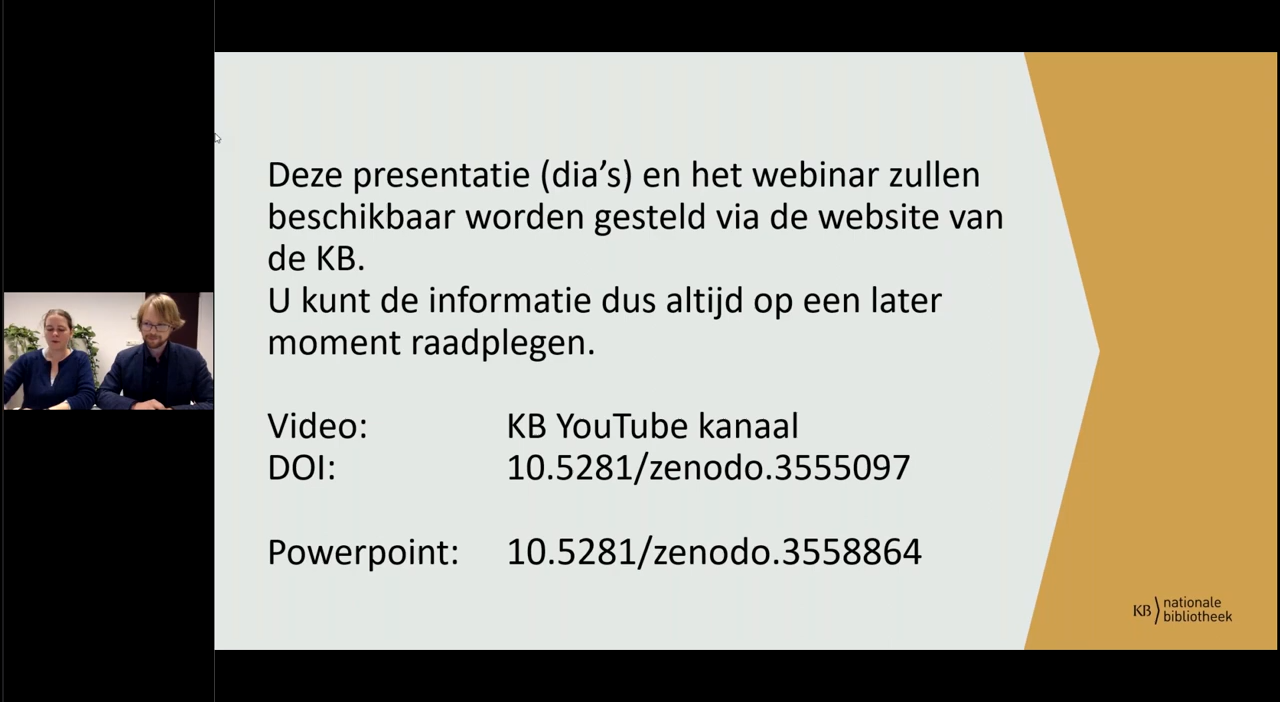 Deze presentatie (dia’s) en het webinar zullen
beschikbaar worden gesteld via de website van
de KB.
U kunt de informatie dus altijd op een later
moment raadplegen.
Video: KB YouTube kanaal
DOI: 10.5281/zenodo.3555097
Powerpoint: 10.5281/zenodo.3558864
KB nationale
bibliotheek